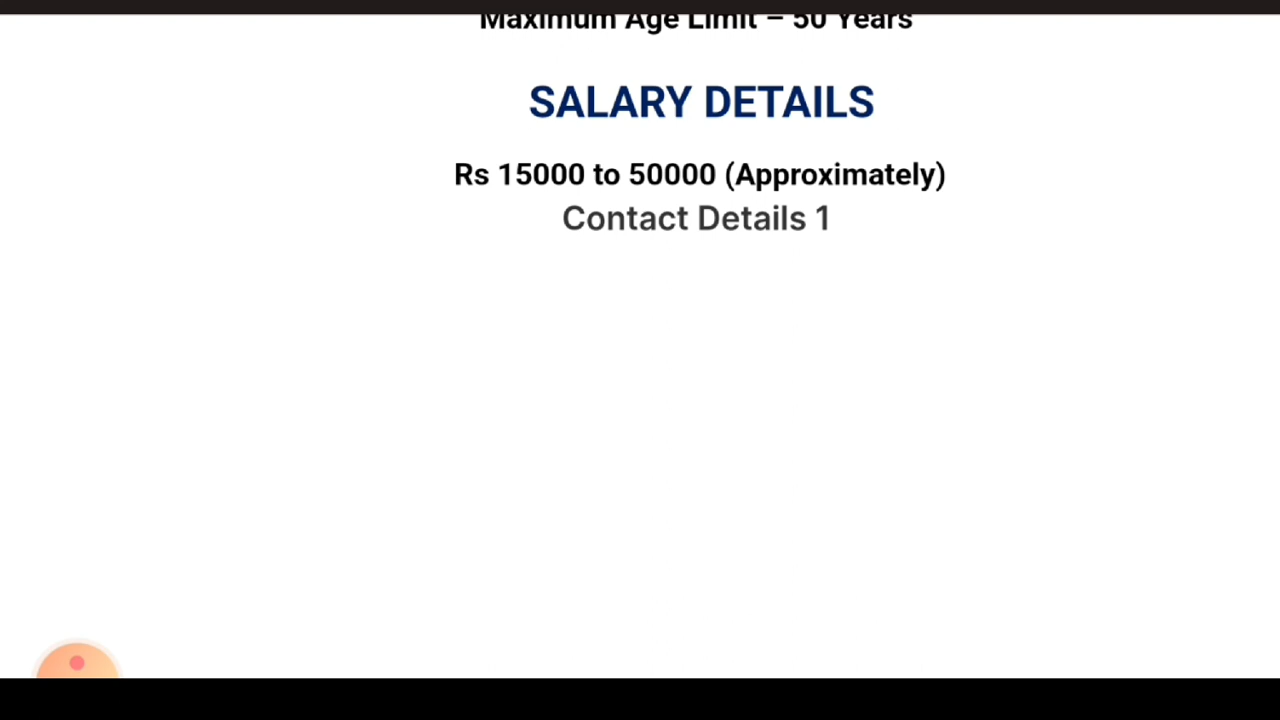 Maximum Age Limit – 50 Years
SALARY DETAILS
Rs 15000 to 50000 (Approximately)
Contact Details 1